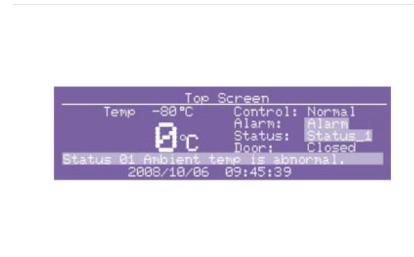 Top Screen
Temp -80°C Control: Normal
Alarm: Alarm
0°C Status: Status_1
Door: Closed
Status 01 Ambient temp is abnormal.
2008/10/06 09:45:39